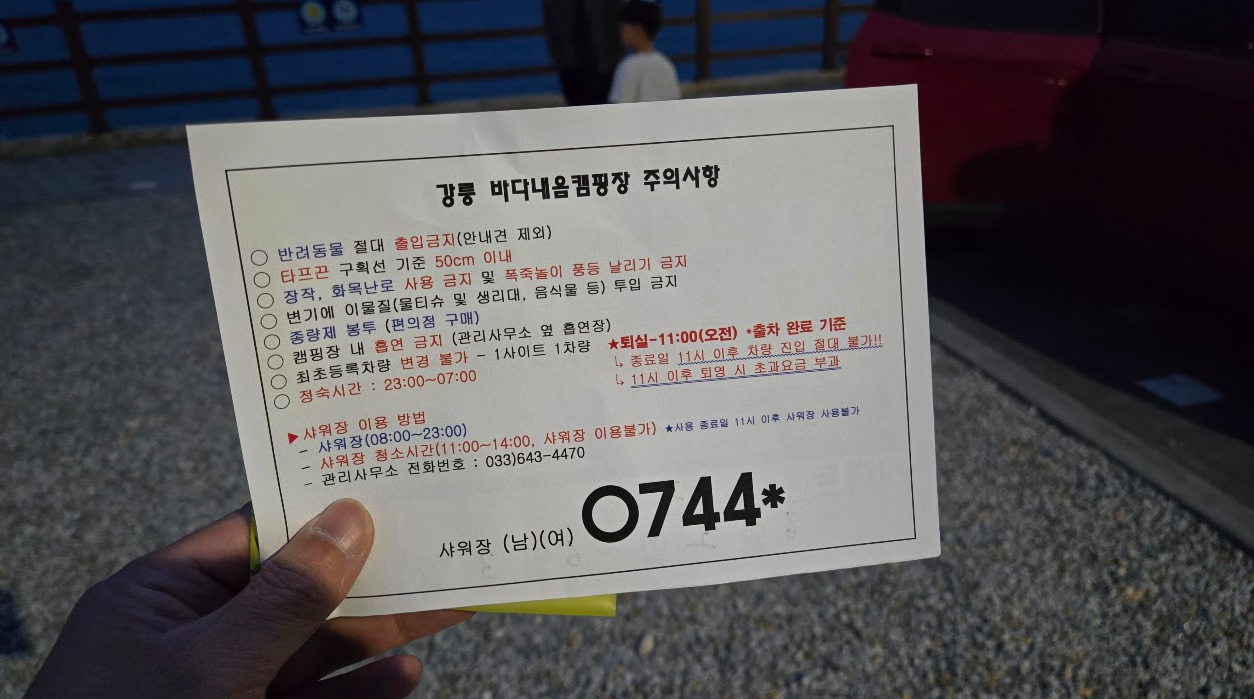 강릉 바다내음캠핑장 주의사항
○ 반려동물 절대 출입금지(안내견 제외)
○ 타프끈 구획선 기준 50cm 이내
○ 장작, 화목난로 사용 금지 및 폭죽놀이 풍등 날리기 금지
○ 변기에 이물질(물티슈 및 생리대, 음식물 등) 투입 금지
○ 종량제 봉투 (편의점 구매)
○ 캠핑장 내 흡연 금지 (관리사무소 옆 흡연장)
○ 최초등록차량 변경 불가 - 1사이트 1차량
○ 정숙시간 : 23:00~07:00
★퇴실-11:00(오전) *출차 완료 기준
↳ 종료일 11시 이후 차량 진입 절대 불가!!
↳ 11시 이후 퇴영 시 초과요금 부과
▶샤워장 이용 방법
- 샤워장(08:00~23:00)
- 샤워장 청소시간(11:00~14:00, 샤워장 이용불가) ★사용 종료일 11시 이후 샤워장 사용불가
- 관리사무소 전화번호 : 033)643-4470
샤워장 (남)(여) 0744*